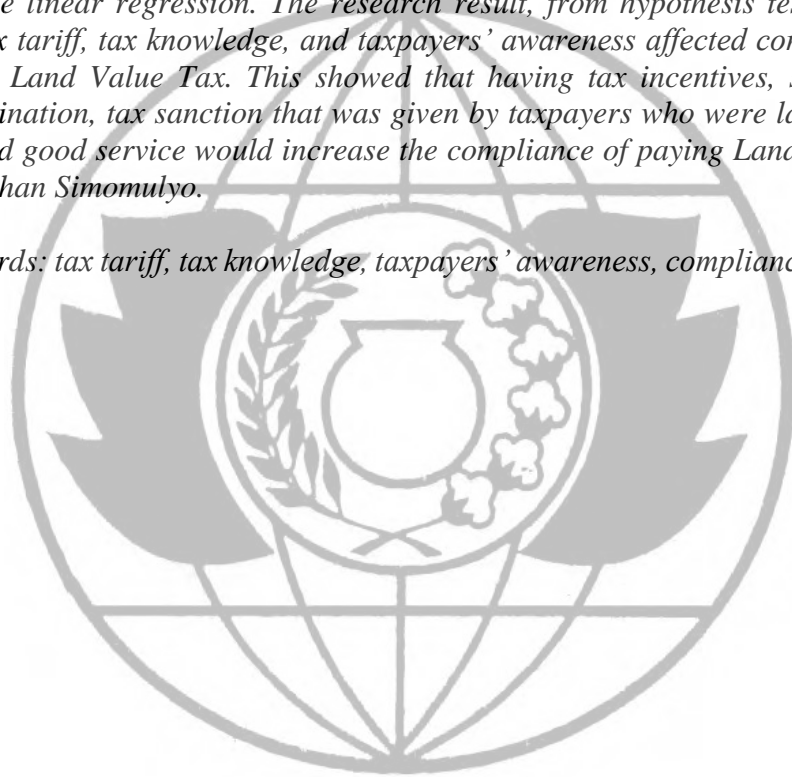 e linear regression. The research result, from hypothesis te
x tariff, tax knowledge, and taxpayers’ awareness affected co
Land Value Tax. This showed that having tax incentives, s
ination, tax sanction that was given by taxpayers who were la
d good service would increase the compliance of paying Land
han Simomulyo.
rds: tax tariff, tax knowledge, taxpayers’ awareness, compliance